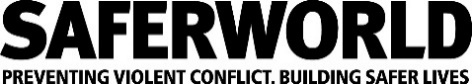 SAFERWORLD
PREVENTING VIOLENT CONFLICT. BUILDING SAFER LIVES